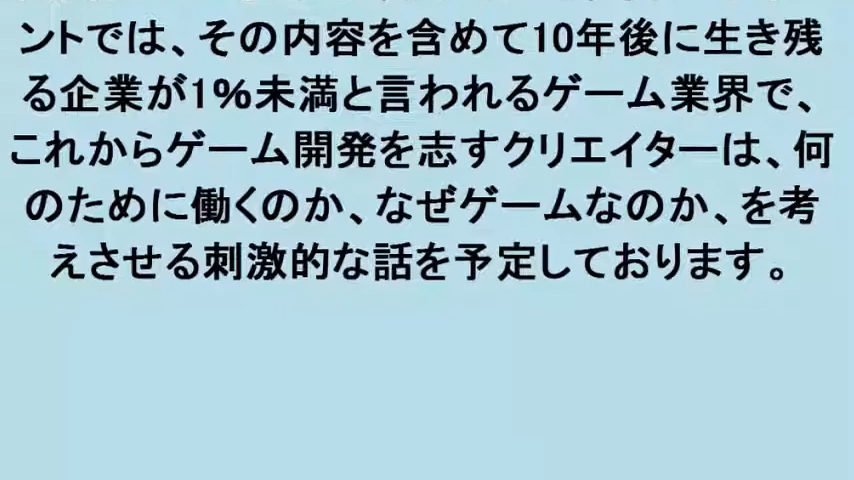 ントでは、その内容を含めて10年後に生き残
る企業が1%未満と言われるゲーム業界で、
これからゲーム開発を志すクリエイターは、何
のために働くのか、なぜゲームなのか、を考
えさせる刺激的な話を予定しております。